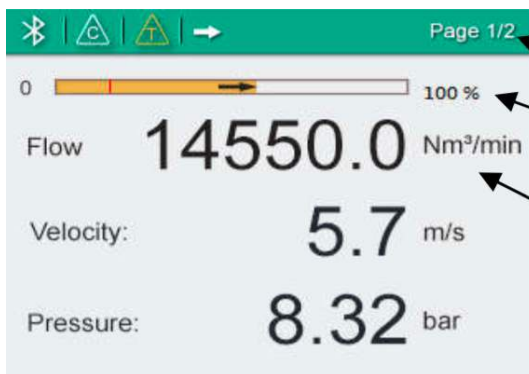 C T Page 1/2
0 100 %
Flow 14550.0 Nm³/min
Velocity: 5.7 m/s
Pressure: 8.32 bar